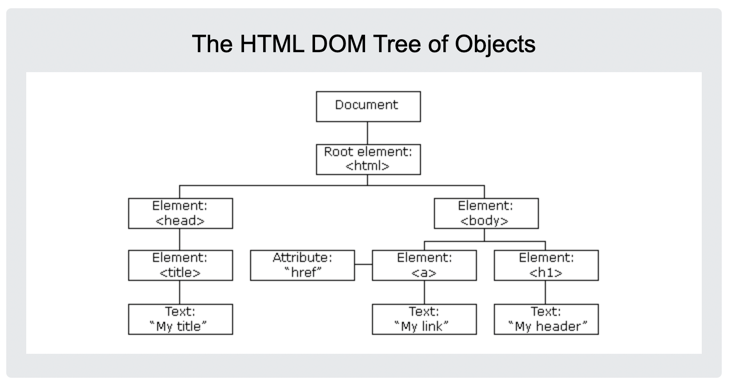 The HTML DOM Tree of Objects
Document
Root element:
<html>
Element:
<head>
Element:
<body>
Element:
<title>
Attribute:
"href"
Element:
<a>
Element:
<h1>
Text:
"My title"
Text:
"My link"
Text:
"My header"